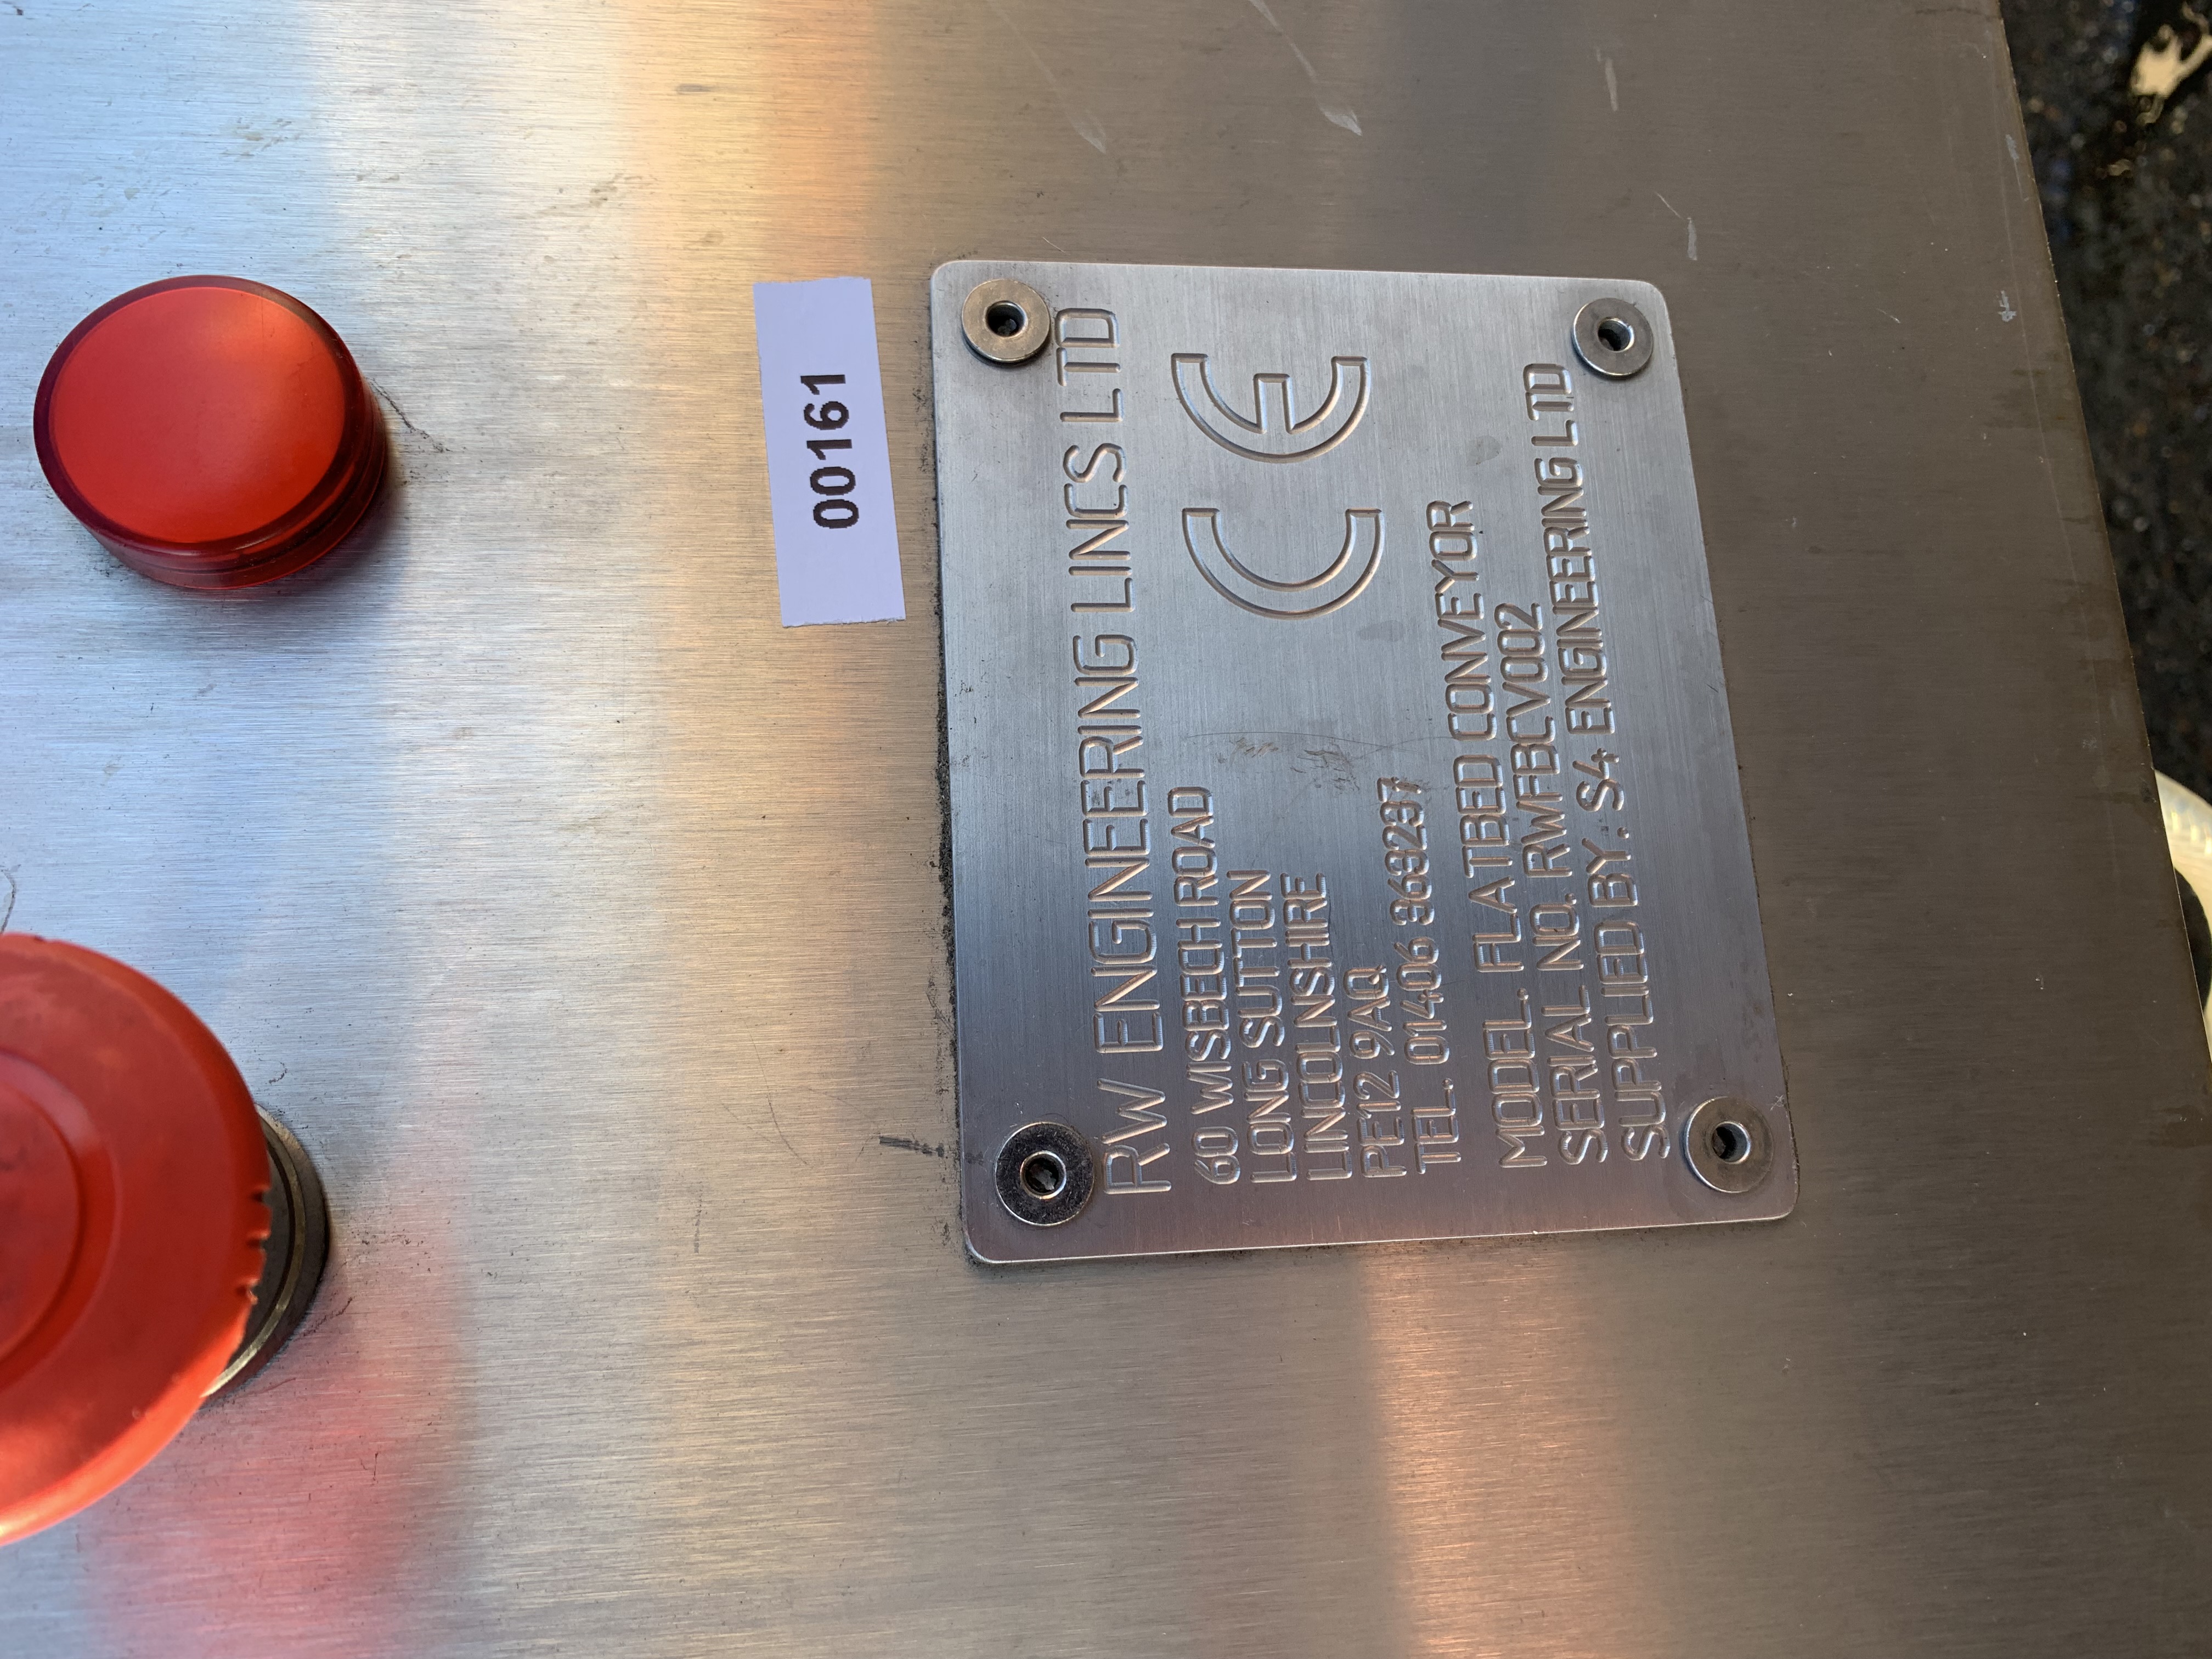 00161
RW ENGINEERING LINCS LTD
60 WISBECH ROAD
LONG SUTTON
LINCOLNSHIRE
PE12 9AQ
TEL. 01406
CE
MODEL. FLATBED CONVEYOR
SERIAL NO. RWFBCV002
SUPPLIED BY. S4 ENGINEERING LTD